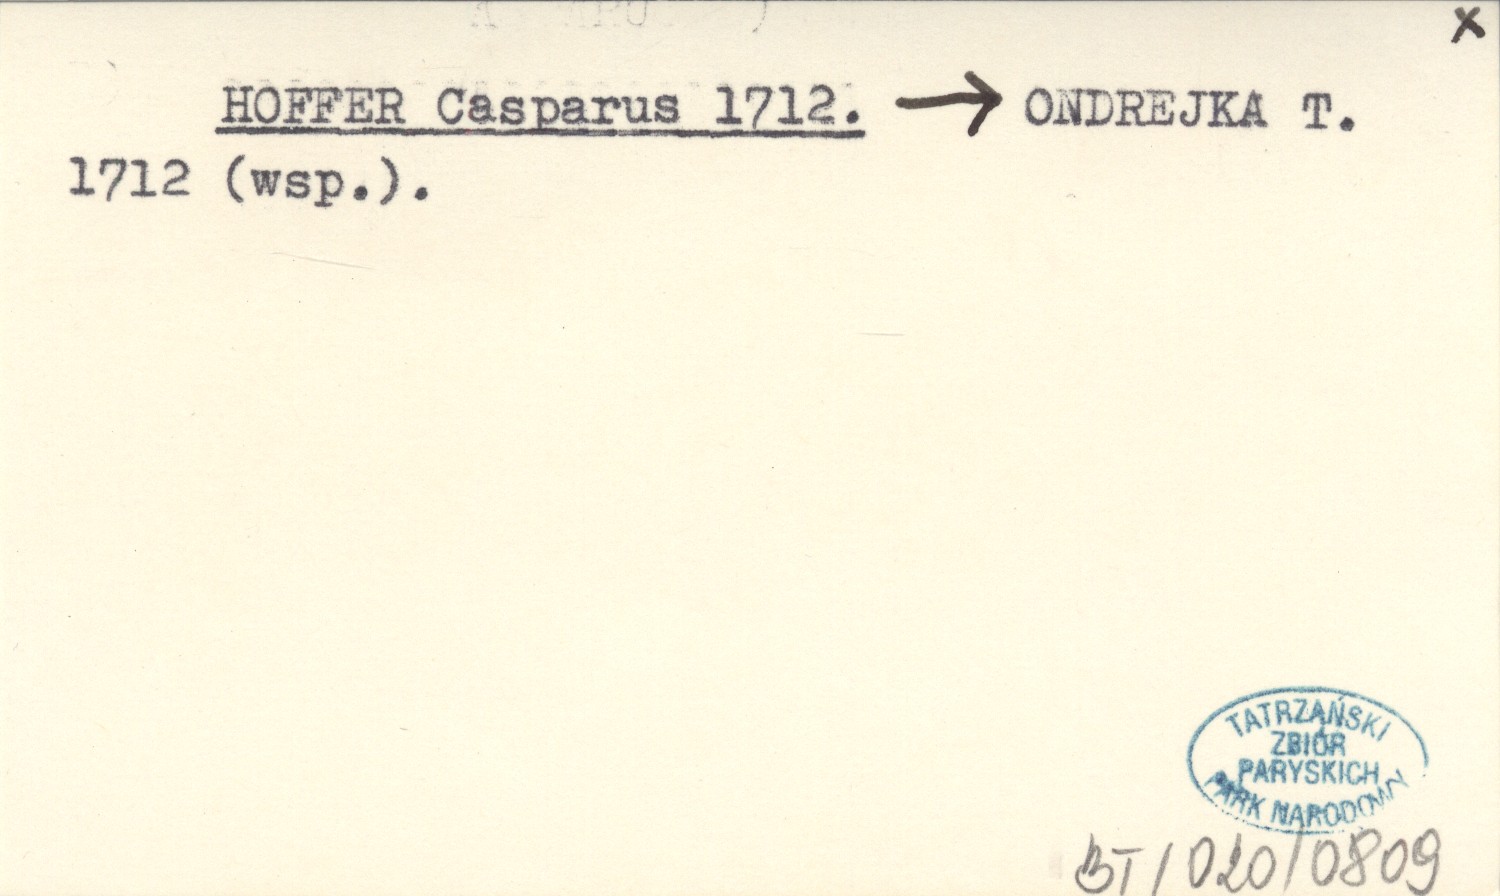 x
HOFFER Casparus 1712. → ONDREJKA T.
1712 (wsp.).
TATRZAŃSKI
ZBIÓR
PARYSKICH
PARK NARODOWY
BT/020/0809